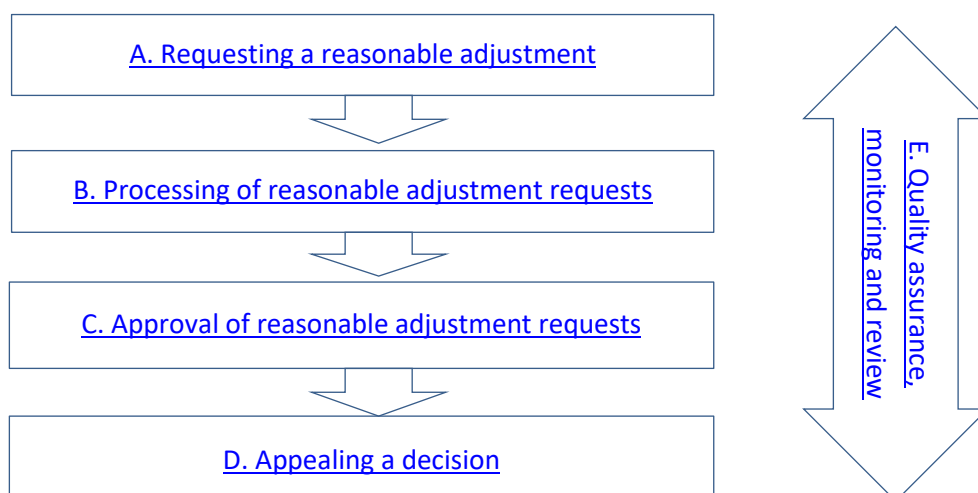 A. Requesting a reasonable adjustment
B. Processing of reasonable adjustment requests
C. Approval of reasonable adjustment requests
D. Appealing a decision
E. Quality assurance,
monitoring and review